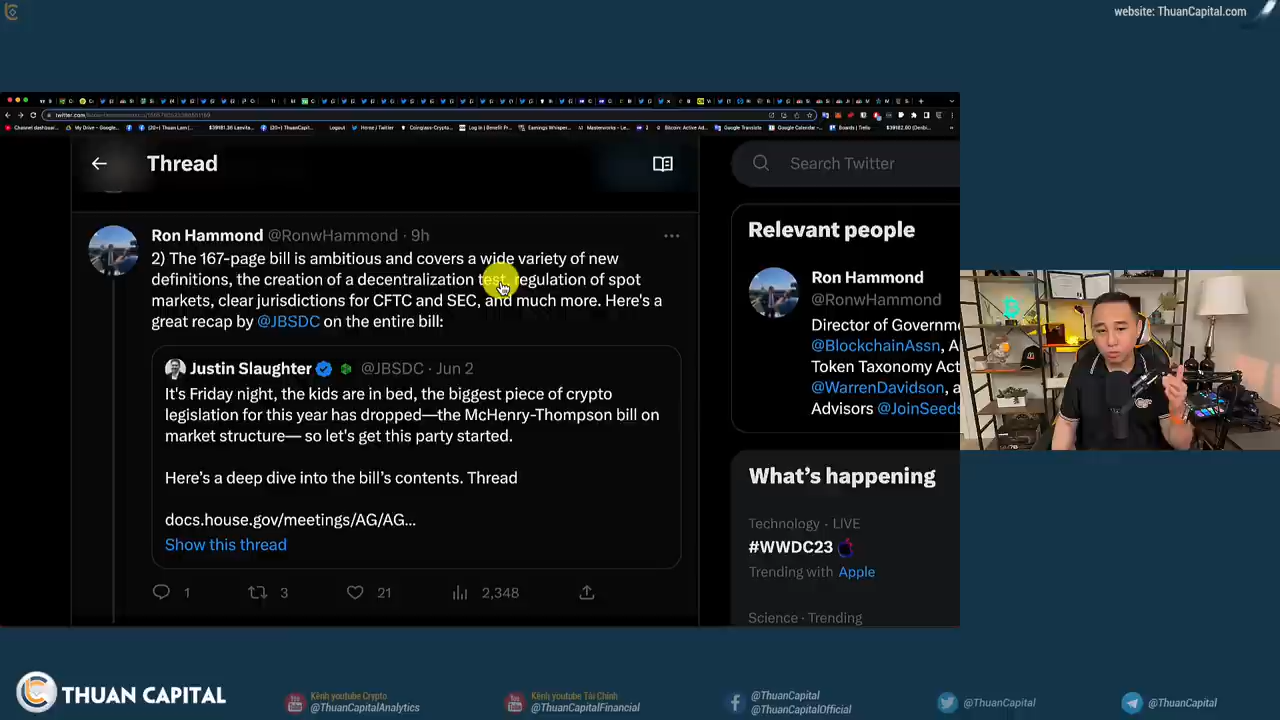 website: ThuanCapital.com
Thread
Search Twitter
Ron Hammond @RonwHammond · 9h
2) The 167-page bill is ambitious and covers a wide variety of new
definitions, the creation of a decentralization test, regulation of spot
markets, clear jurisdictions for CFTC and SEC, and much more. Here's a
great recap by @JBSDC on the entire bill:
Justin Slaughter @JBSDC · Jun 2
It's Friday night, the kids are in bed, the biggest piece of crypto
legislation for this year has dropped—the McHenry-Thompson bill on
market structure— so let's get this party started.
Here's a deep dive into the bill's contents. Thread
docs.house.gov/meetings/AG/AG...
Show this thread
1 3 21 2,348
Relevant people
Ron Hammond
@RonwHammond
Director of Governme
@BlockchainAssn, A
Token Taxonomy Act
@WarrenDavidson, a
Advisors @JoinSeeds
What's happening
Technology · LIVE
#WWDC23
Trending with Apple
Science · Trending
THUAN CAPITAL
Kênh youtube Crypto
@ThuanCapitalAnalytics
Kênh youtube Tài Chính
@ThuanCapitalFinancial
@ThuanCapital
@ThuanCapitalOfficial
@ThuanCapital
@ThuanCapital